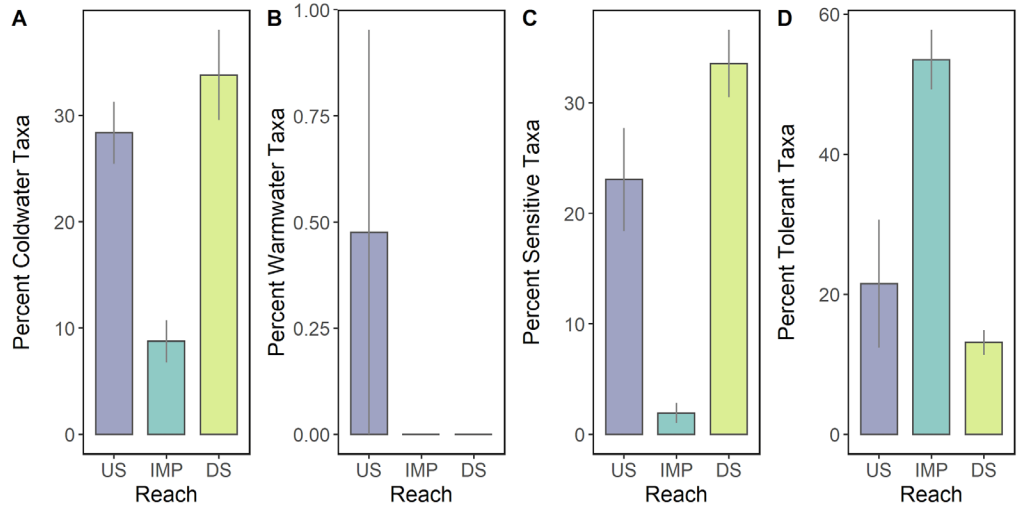 A
Percent Coldwater Taxa
30
20
10
0
US IMP DS
Reach
B
Percent Warmwater Taxa
1.00
0.75
0.50
0.25
0.00
US IMP DS
Reach
C
Percent Sensitive Taxa
30
20
10
0
US IMP DS
Reach
D
Percent Tolerant Taxa
60
40
20
0
US IMP DS
Reach